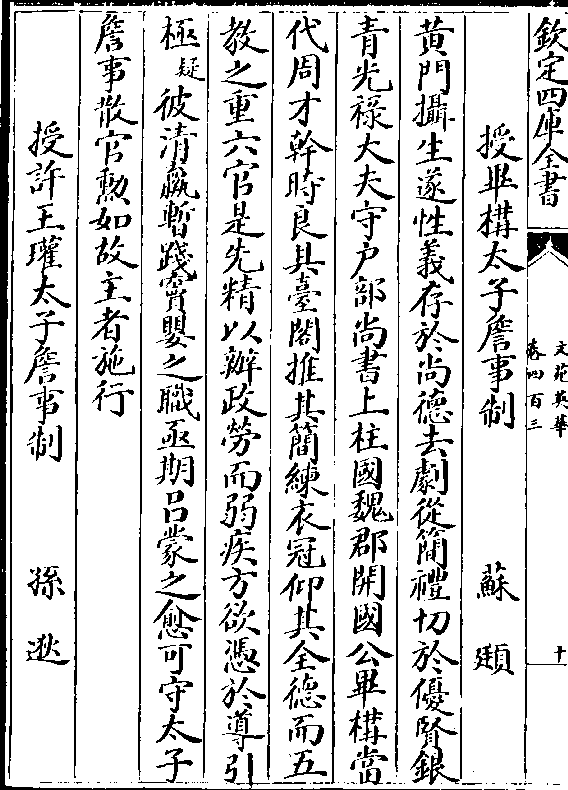 欽定四庫全書
文苑英華
卷四百三
十
授畢構太子詹事制 蘇頲
黄門攝生遂性義存於尚德去劇從簡禮切於優賢銀
青光禄大夫守户部尚書上柱國魏郡開國公畢構當
代周才幹時良具臺閣推其簡練衣冠仰其全德而五
教之重六官是先精以辦政勞而弱疾方欲憑於導引
極疑彼清羸暫踐竇嬰之職亟期吕蒙之愈可守太子
詹事散官勲如故主者施行
授許王瓘太子詹事制 孫逖